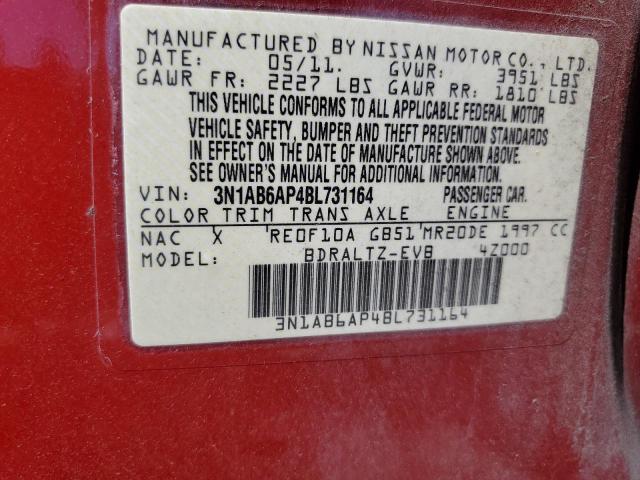 MANUFACTURED BY NISSAN MOTOR CO., LTD.
DATE: 05/11. GVWR: 3951 LBS
GAWR FR: 2227 LBS GAWR RR: 1810 LBS
THIS VEHICLE CONFORMS TO ALL APPLICABLE FEDERAL MOTOR
VEHICLE SAFETY, BUMPER AND THEFT PREVENTION STANDARDS
IN EFFECT ON THE DATE OF MANUFACTURE SHOWN ABOVE.
SEE OWNER'S MANUAL FOR ADDITIONAL INFORMATION.
VIN: 3N1AB6AP4BL731164 PASSENGER CAR.
COLOR TRIM TRANS AXLE ENGINE
NAC X RE0F10A GB51 MR20DE 1997 CC
MODEL: BDRALTZ-EVB 4Z000
3N1AB6AP4BL731164